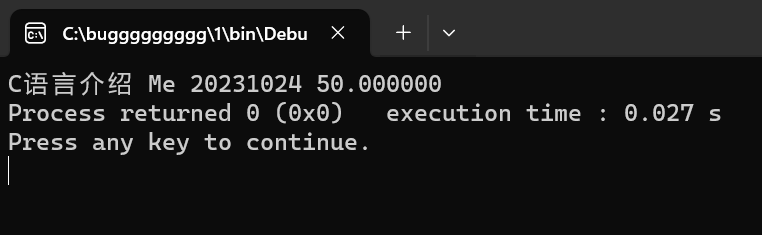 C:\buggggggggg\1\bin\Debu
C语言介绍 Me 20231024 50.000000
Process returned 0 (0x0)   execution time : 0.027 s
Press any key to continue.